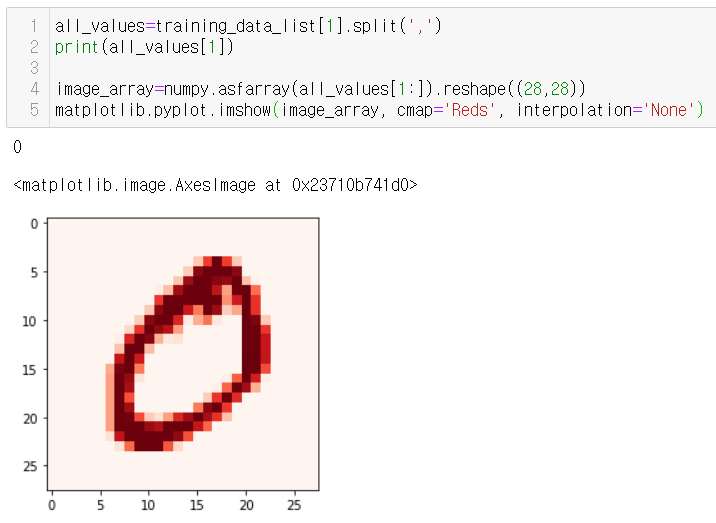 1 all_values=training_data_list[1].split(',')
2 print(all_values[1])
3
4 image_array=numpy.asfarray(all_values[1:]).reshape((28,28))
5 matplotlib.pyplot.imshow(image_array, cmap='Reds', interpolation='None')
0
<matplotlib.image.AxesImage at 0x23710b741d0>
0
5
10
15
20
25
0 5 10 15 20 25